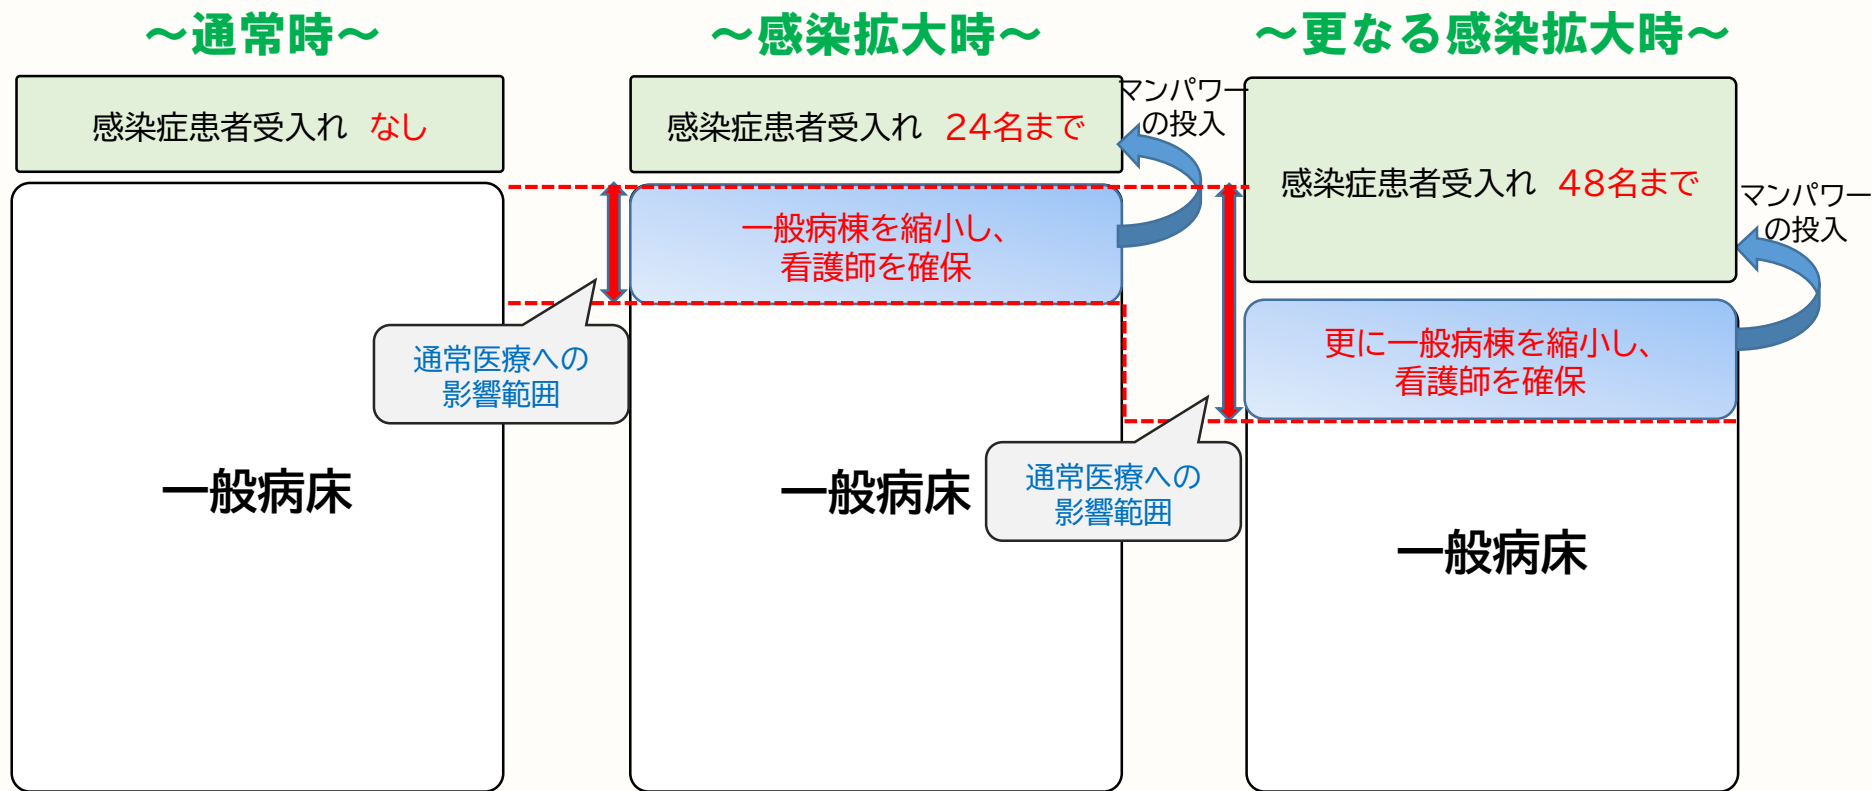 ～通常時～
感染症患者受入れ なし
一般病床
通常医療への
影響範囲
～感染拡大時～
感染症患者受入れ 24名まで
マンパワー
の投入
一般病棟を縮小し、
看護師を確保
一般病床
通常医療への
影響範囲
～更なる感染拡大時～
感染症患者受入れ 48名まで
マンパワー
の投入
更に一般病棟を縮小し、
看護師を確保
一般病床